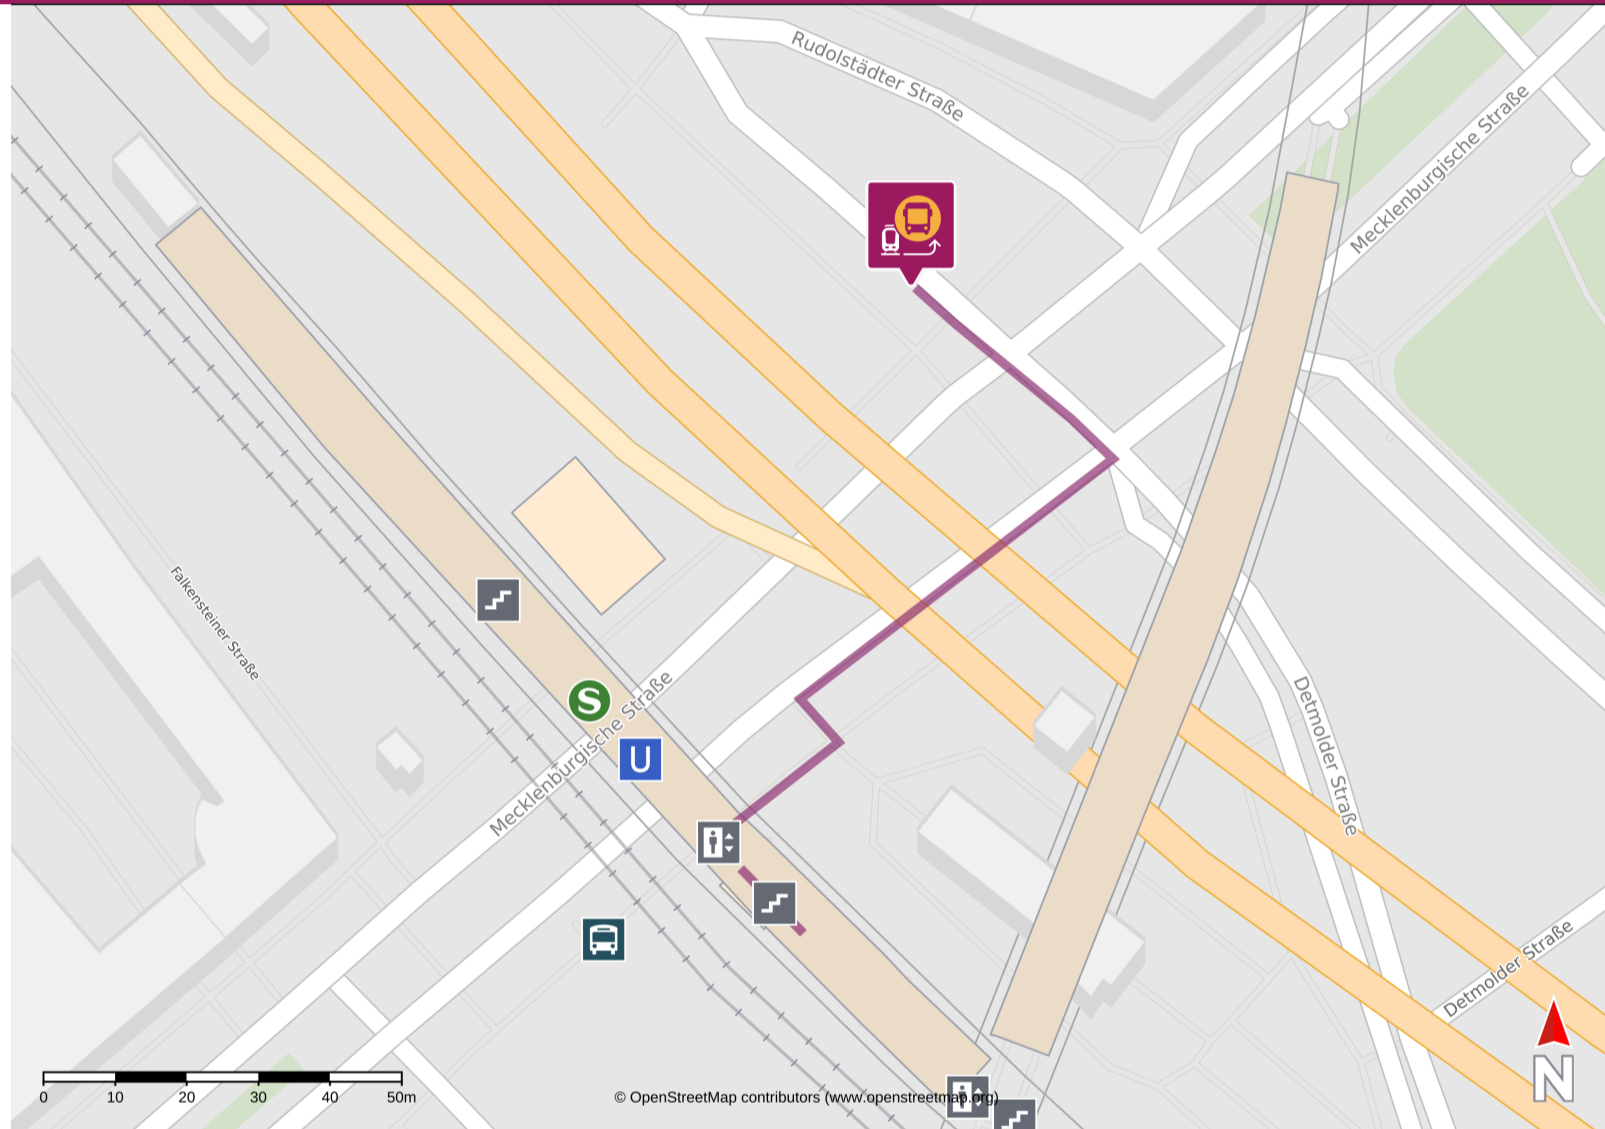 Rudolstädter Straße
Mecklenburgische Straße
Falkensteiner Straße
S
Mecklenburgische Straße
U
Detmolder Straße
Detmolder Straße
N
0 10 20 30 40 50m
© OpenStreetMap contributors (www.openstreetmap.org)